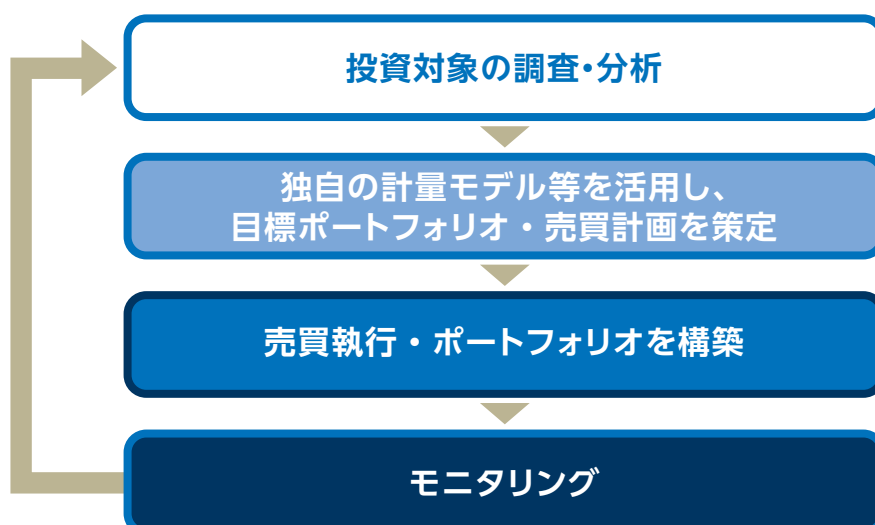 投資対象の調査・分析
独自の計量モデル等を活用し、
目標ポートフォリオ・売買計画を策定
売買執行・ポートフォリオを構築
モニタリング